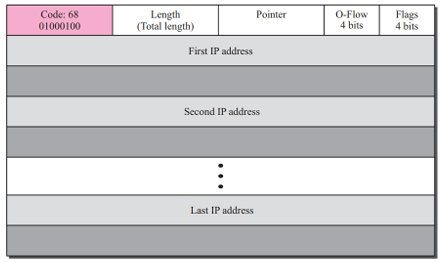 Code: 68
01000100
Length
(Total length)
Pointer
O-Flow
4 bits
Flags
4 bits
First IP address
Second IP address
Last IP address